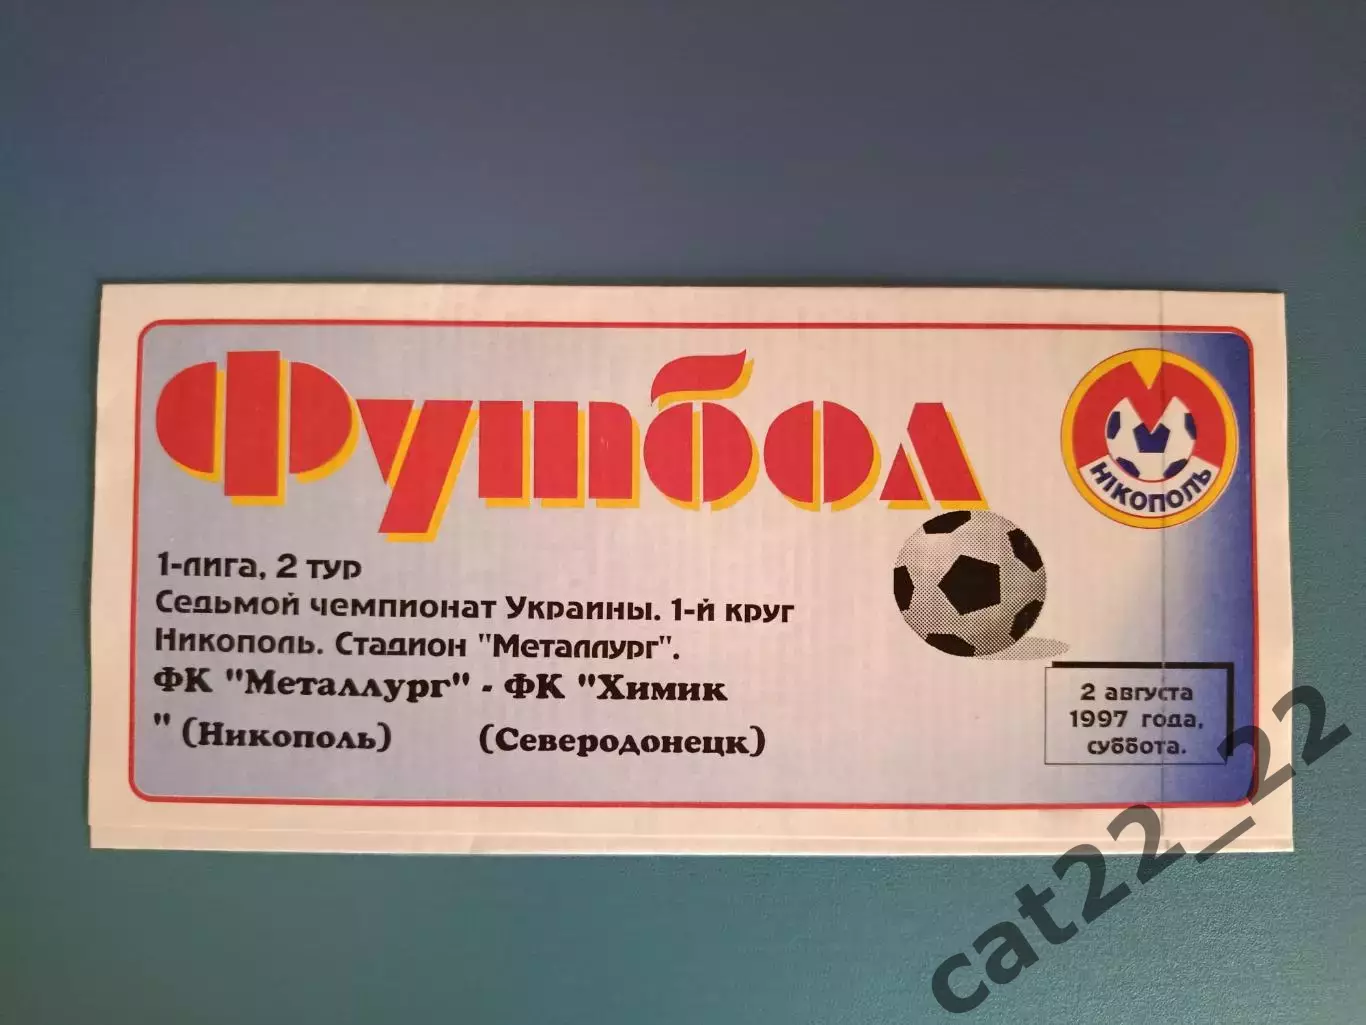 Футбол
М
НІКОПОЛЬ
1-лига, 2 тур
Седьмой чемпионат Украины. 1-й круг
Никополь. Стадион "Металлург".
ФК "Металлург" - ФК "Химик
" (Никополь) (Северодонецк)
2 августа
1997 года,
суббота.
cat22_22